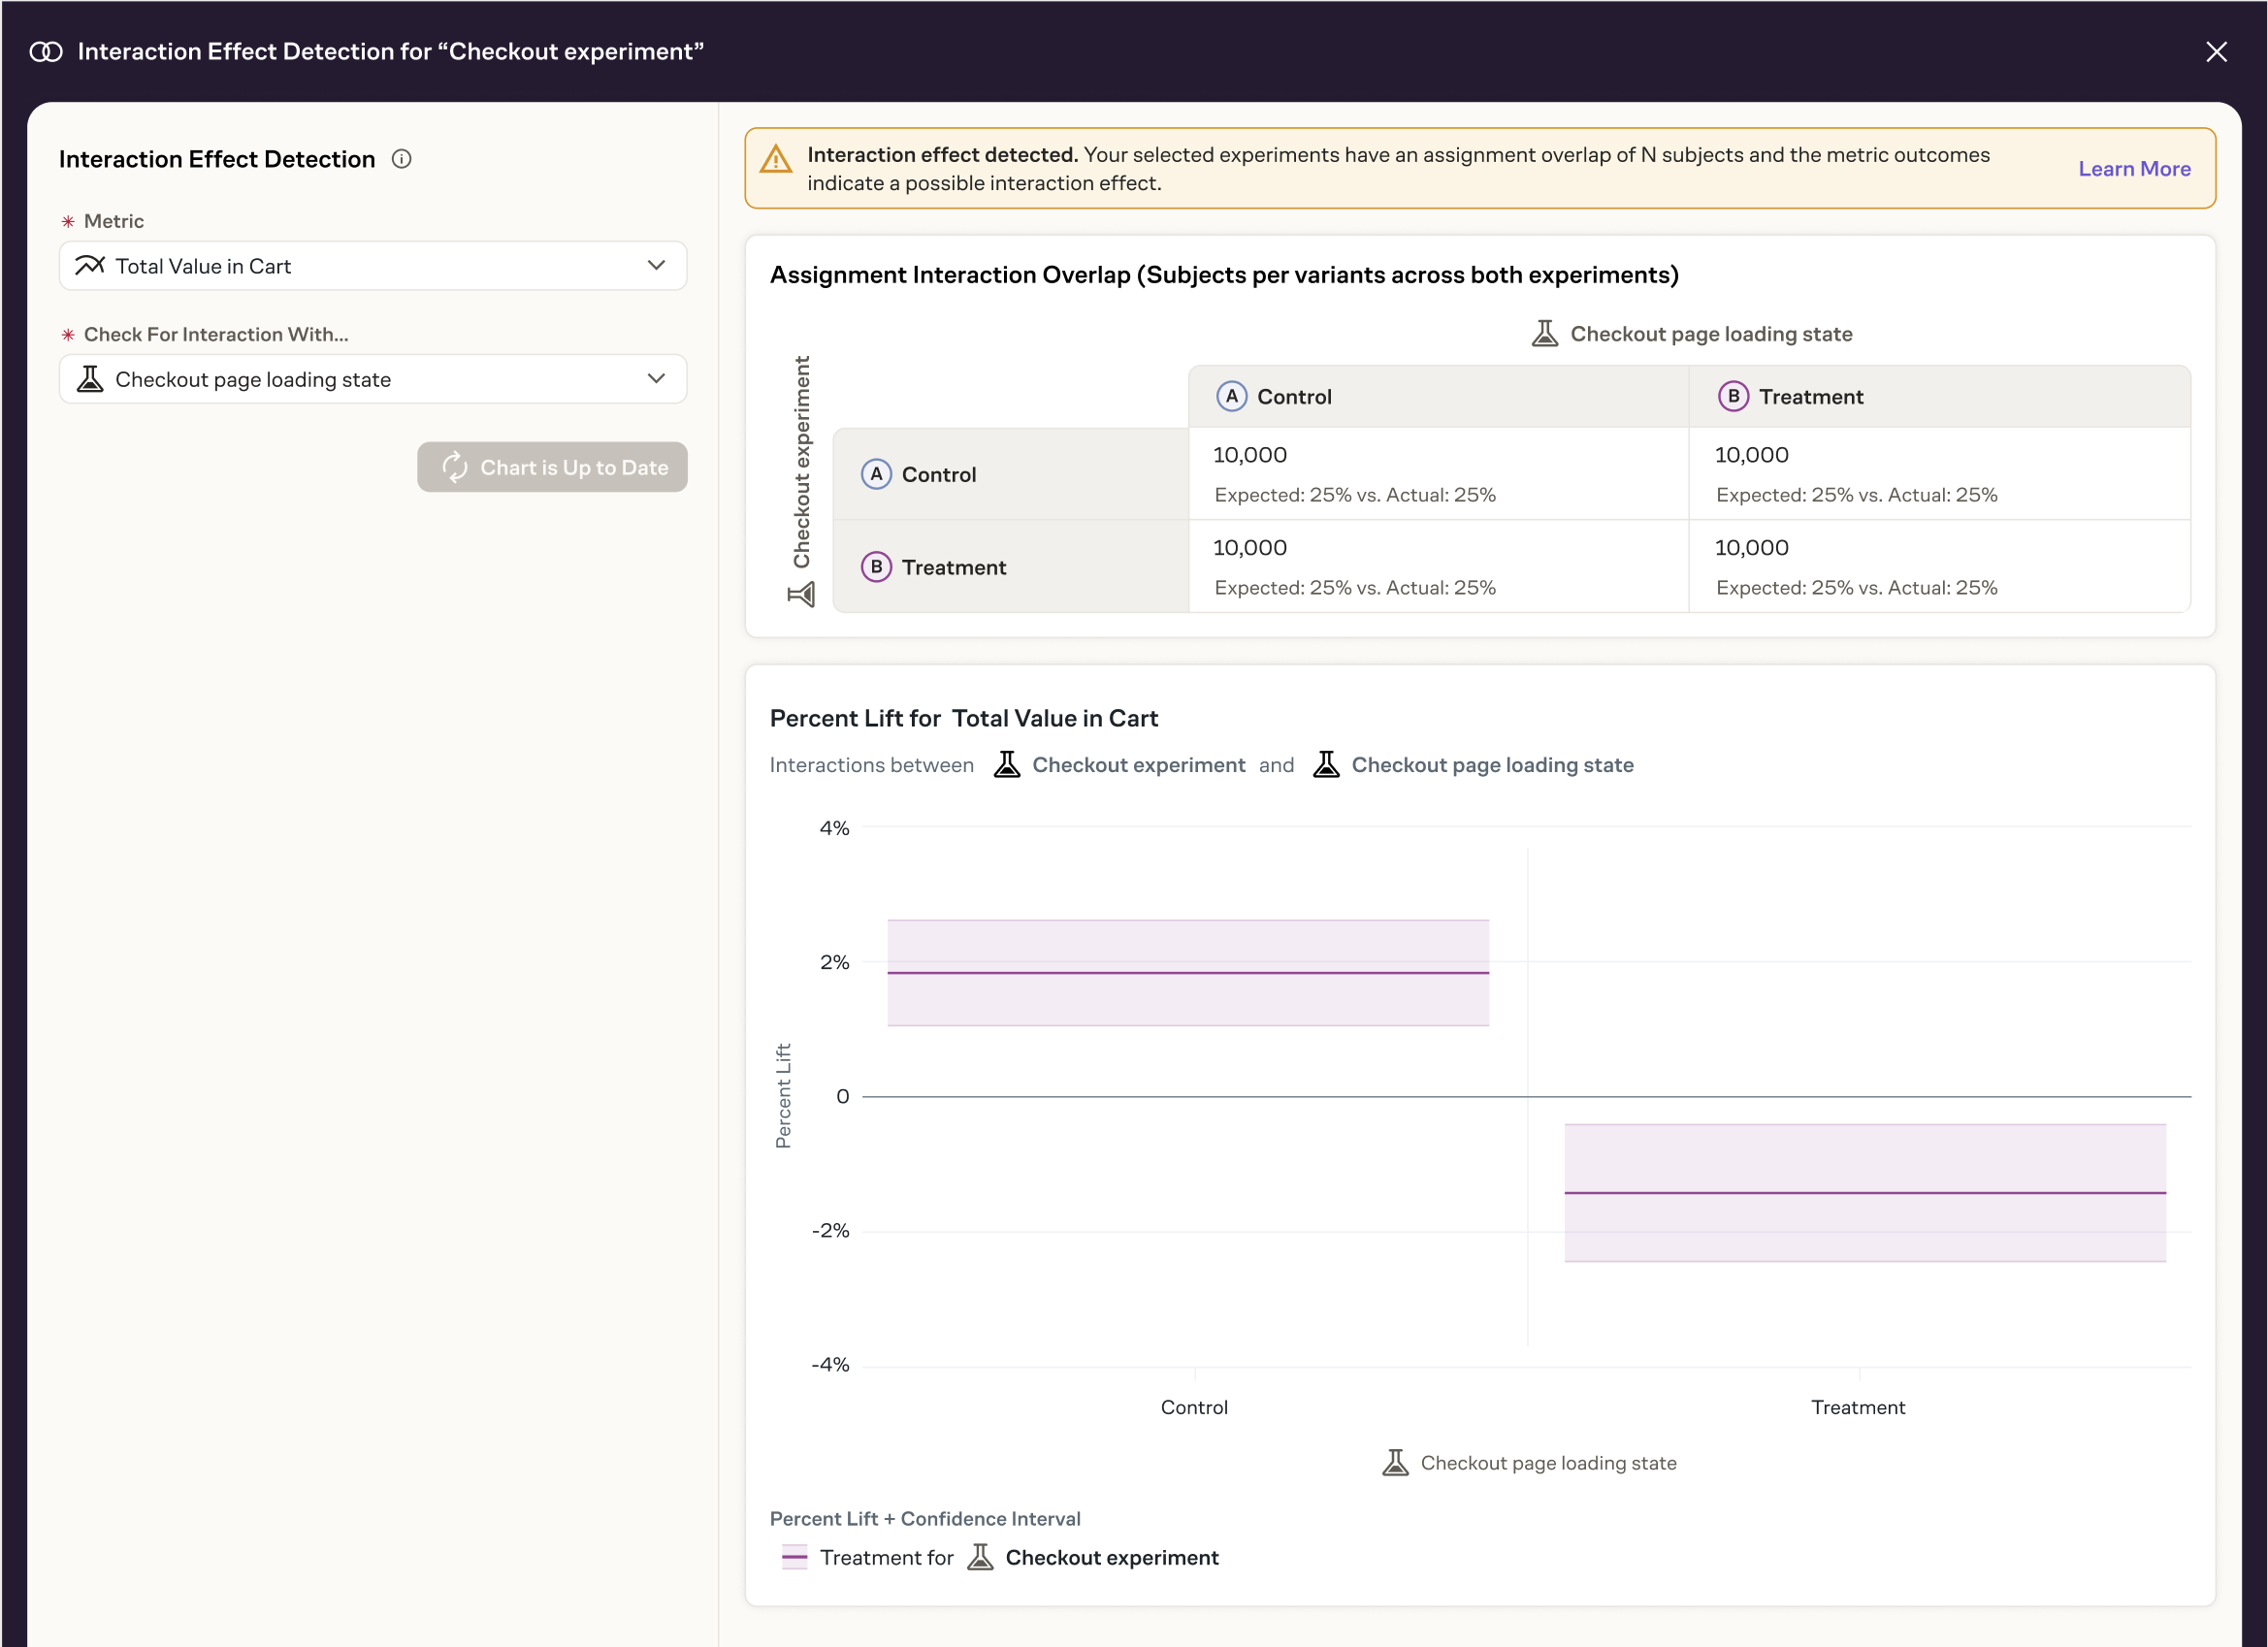 Interaction Effect Detection for “Checkout experiment”
Interaction Effect Detection
* Metric
Total Value in Cart
* Check For Interaction With...
Checkout page loading state
Chart is Up to Date
Interaction effect detected. Your selected experiments have an assignment overlap of N subjects and the metric outcomes
indicate a possible interaction effect.
Learn More
Assignment Interaction Overlap (Subjects per variants across both experiments)
Checkout page loading state
Checkout experiment
A Control
B Treatment
A Control
10,000
Expected: 25% vs. Actual: 25%
10,000
Expected: 25% vs. Actual: 25%
B Treatment
10,000
Expected: 25% vs. Actual: 25%
10,000
Expected: 25% vs. Actual: 25%
Percent Lift for Total Value in Cart
Interactions between Checkout experiment and Checkout page loading state
4%
2%
0
-2%
-4%
Percent Lift
Control
Treatment
Checkout page loading state
Percent Lift + Confidence Interval
Treatment for Checkout experiment